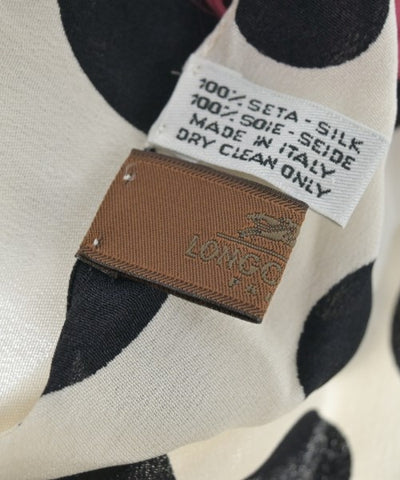 100% SETA - SILK
100% SOIE - SEIDE
MADE IN ITALY
DRY CLEAN ONLY